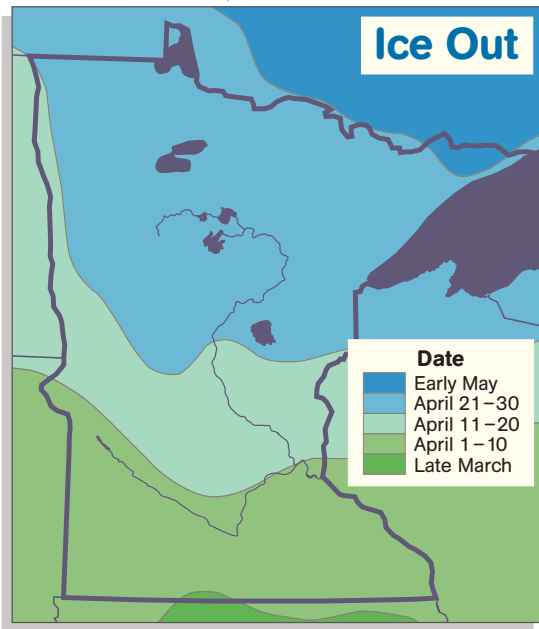 Ice Out
Date
Early May
April 21–30
April 11–20
April 1–10
Late March